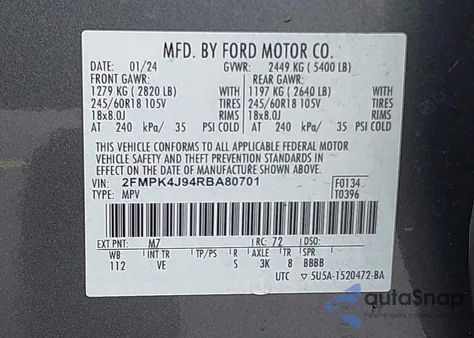 MFD. BY FORD MOTOR CO.
DATE: 01/24 GVWR: 2449 KG ( 5400 LB)
FRONT GAWR: REAR GAWR:
1279 KG ( 2820 LB) WITH 1197 KG ( 2640 LB) WITH
245/60R18 105V TIRES 245/60R18 105V TIRES
18x8.0J RIMS 18x8.0J RIMS
AT 240 kPa/ 35 PSI COLD AT 240 kPa/ 35 PSI COLD
THIS VEHICLE CONFORMS TO ALL APPLICABLE FEDERAL MOTOR
VEHICLE SAFETY AND THEFT PREVENTION STANDARDS IN EFFECT
ON THE DATE OF MANUFACTURE SHOWN ABOVE.
VIN: 2FMPK4J94RBA80701 F0134
TYPE: MPV T0396
EXT PNT: M7 RC: 72 DSO:
WB INT TR TP/PS R AXLE TR SPR
112 VE S 3K 8 BBBB
UTC ▽ 5U5A-1520472-BA
autoSnap